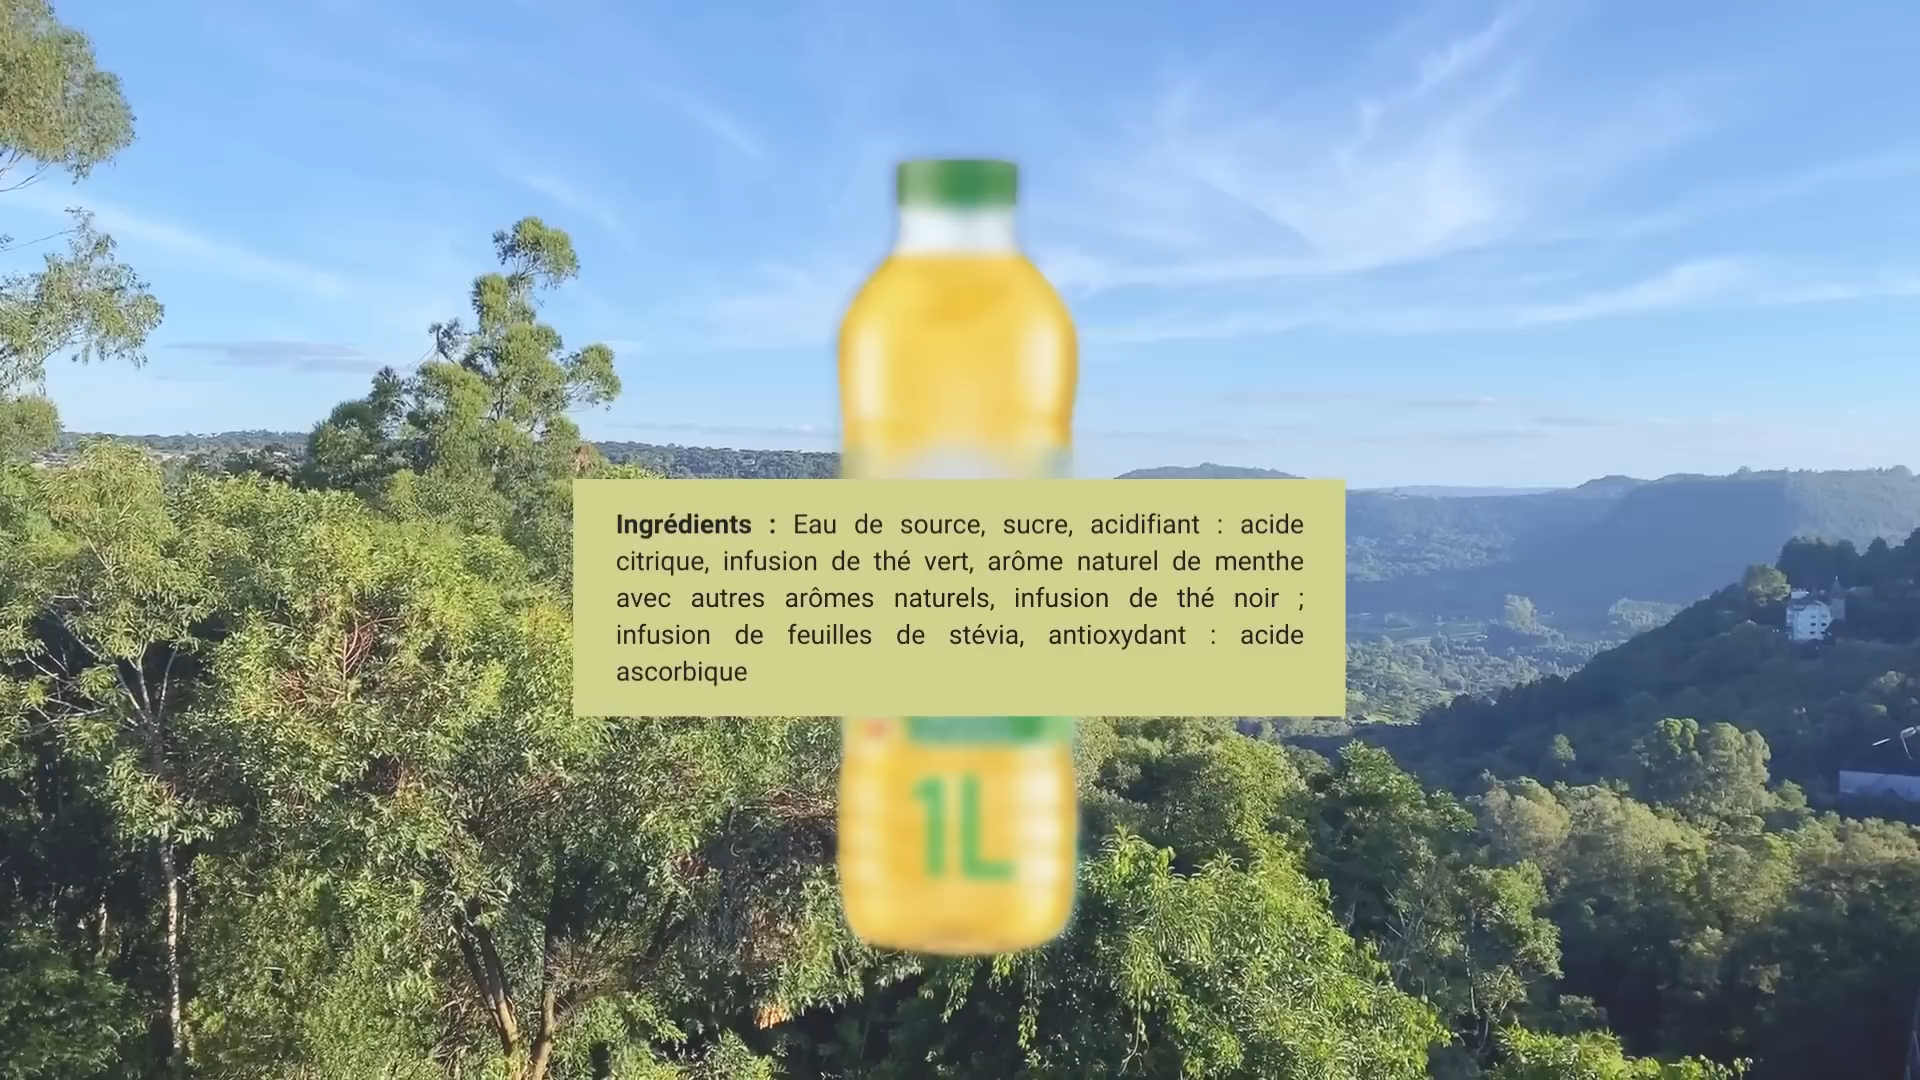 Ingrédients : Eau de source, sucre, acidifiant : acide
citrique, infusion de thé vert, arôme naturel de menthe
avec autres arômes naturels, infusion de thé noir ;
infusion de feuilles de stévia, antioxydant : acide
ascorbique
1L